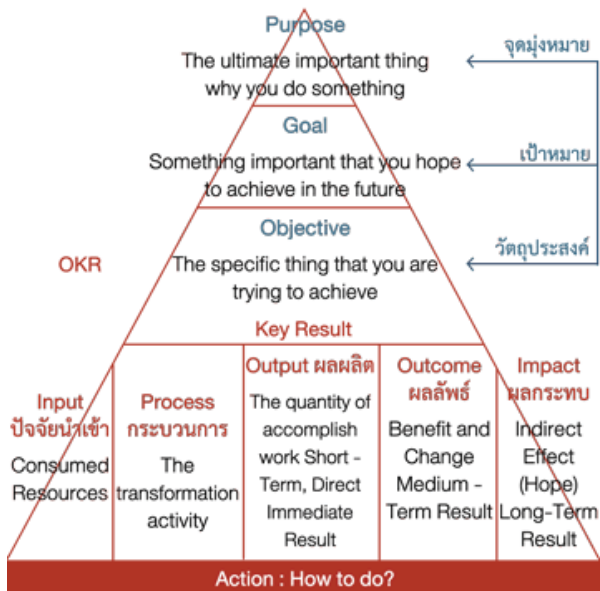 Purpose
The ultimate important thing
why you do something
จุดมุ่งหมาย
Goal
Something important that you hope
to achieve in the future
เป้าหมาย
Objective
The specific thing that you are
trying to achieve
วัตถุประสงค์
OKR
Key Result
Input
ปัจจัยนำเข้า
Consumed
Resources
Process
กระบวนการ
The
transformation
activity
Output ผลผลิต
The quantity of
accomplish
work Short -
Term, Direct
Immediate
Result
Outcome
ผลลัพธ์
Benefit and
Change
Medium -
Term Result
Impact
ผลกระทบ
Indirect
Effect
(Hope)
Long-Term
Result
Action : How to do?